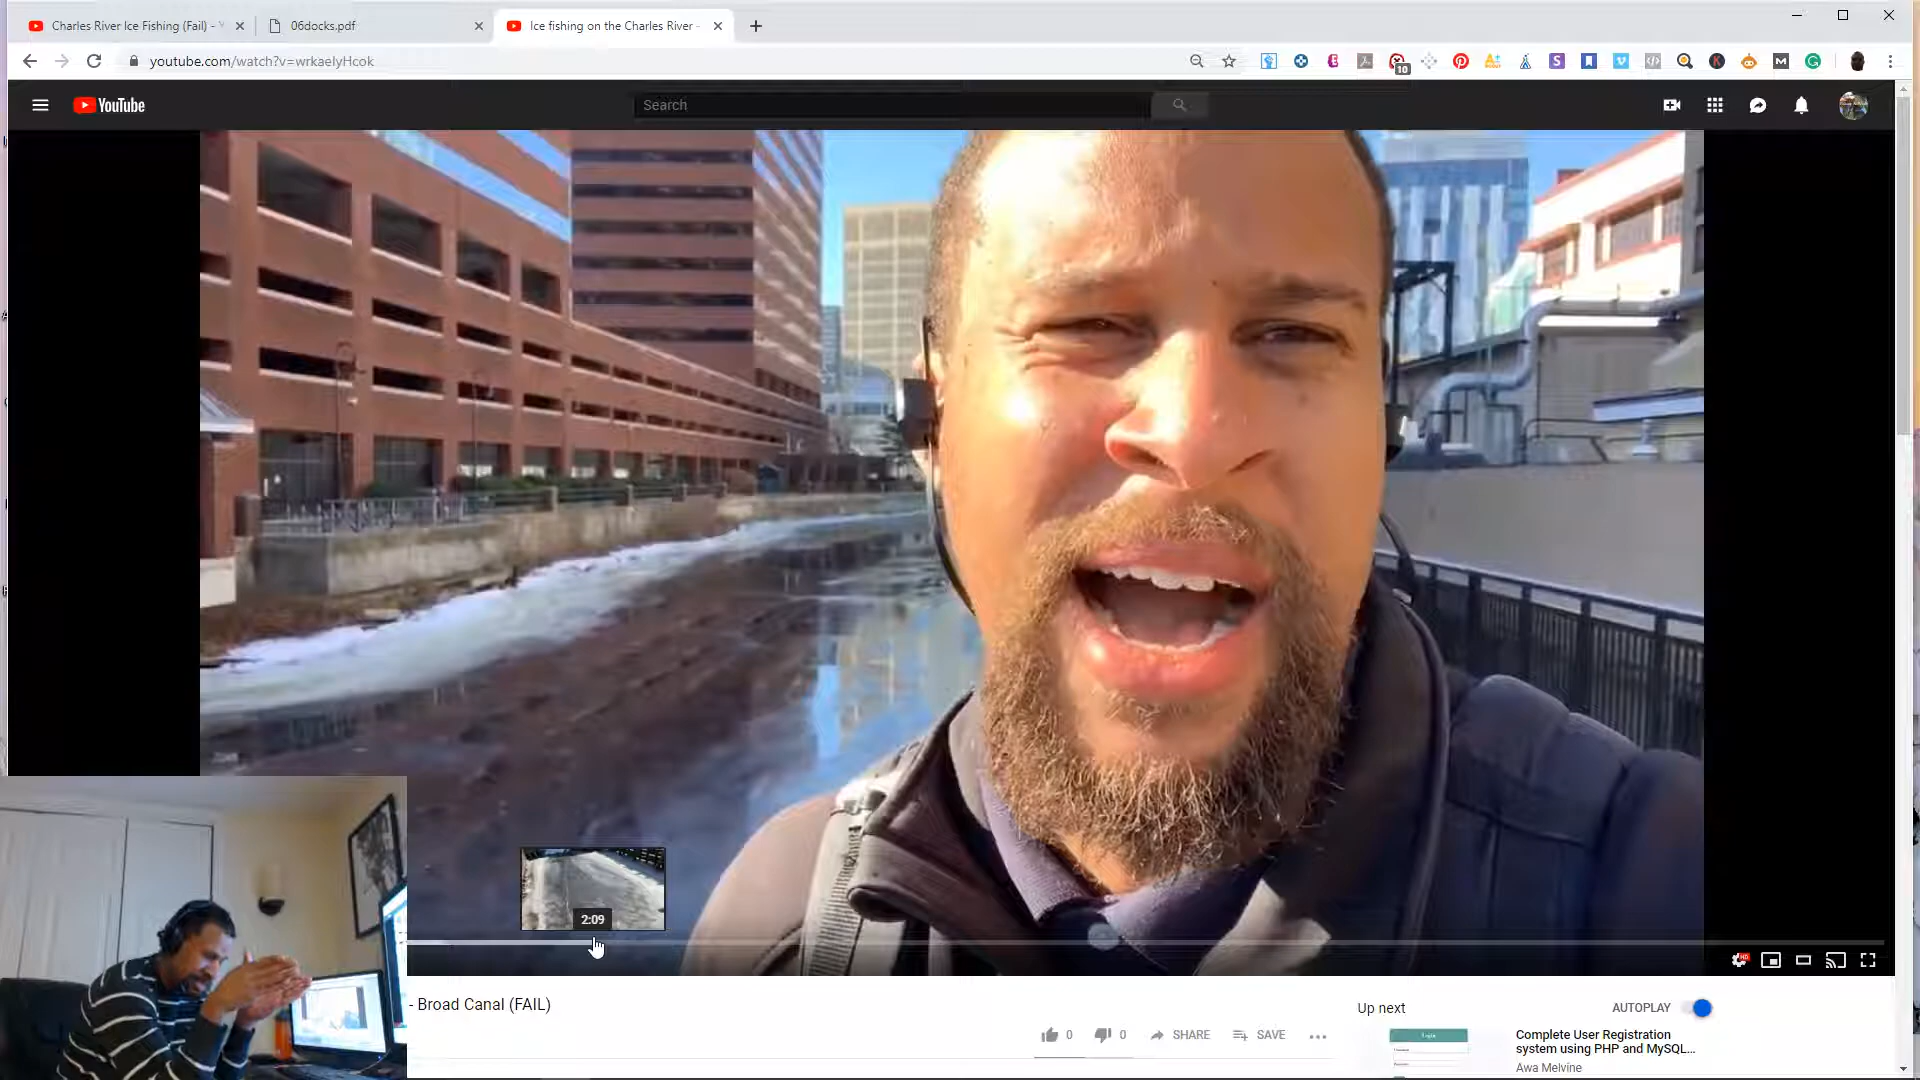 Charles River Ice Fishing (Fail) - Y
06docks.pdf
Ice fishing on the Charles River -
youtube.com/watch?v=wrkaelyHcok
10
YouTube
Search
2:09
HD
- Broad Canal (FAIL)
0
0
SHARE
SAVE
Up next
AUTOPLAY
Complete User Registration
system using PHP and MySQL...
Awa Melvine